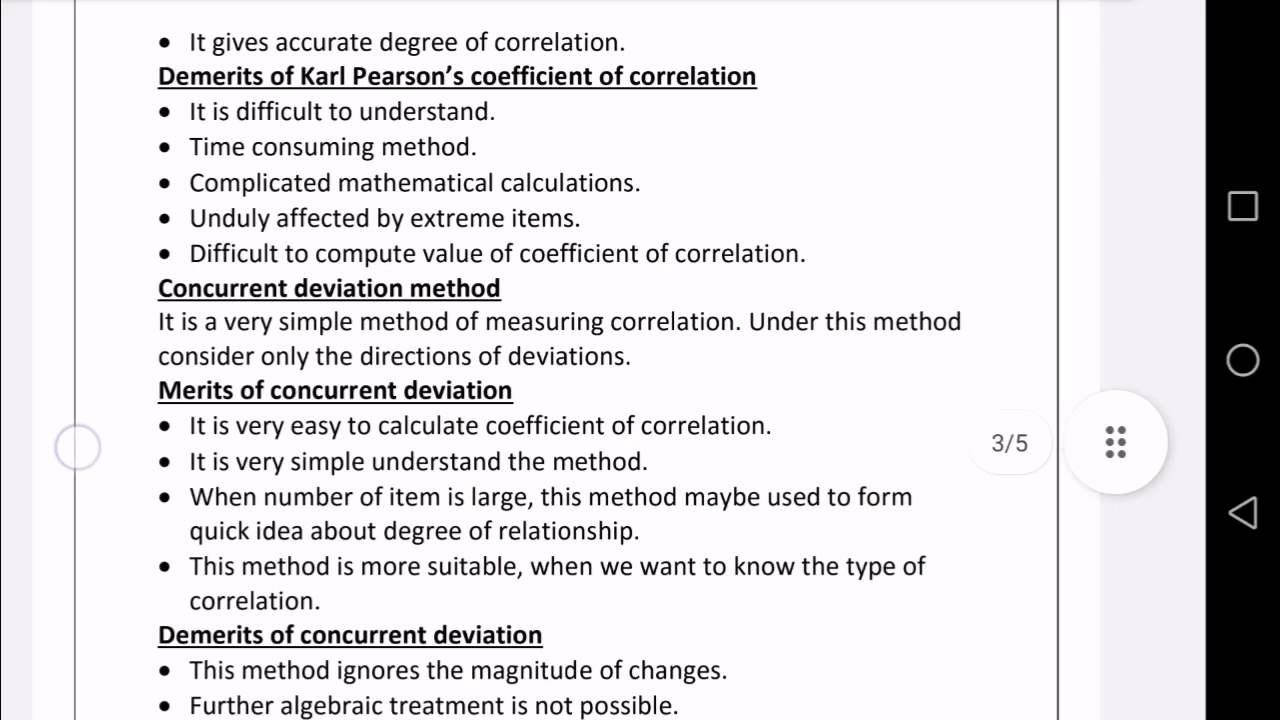 • It gives accurate degree of correlation.
Demerits of Karl Pearson’s coefficient of correlation
• It is difficult to understand.
• Time consuming method.
• Complicated mathematical calculations.
• Unduly affected by extreme items.
• Difficult to compute value of coefficient of correlation.
Concurrent deviation method
It is a very simple method of measuring correlation. Under this method
consider only the directions of deviations.
Merits of concurrent deviation
• It is very easy to calculate coefficient of correlation.
• It is very simple understand the method.
• When number of item is large, this method maybe used to form
quick idea about degree of relationship.
• This method is more suitable, when we want to know the type of
correlation.
Demerits of concurrent deviation
• This method ignores the magnitude of changes.
• Further algebraic treatment is not possible.
3/5